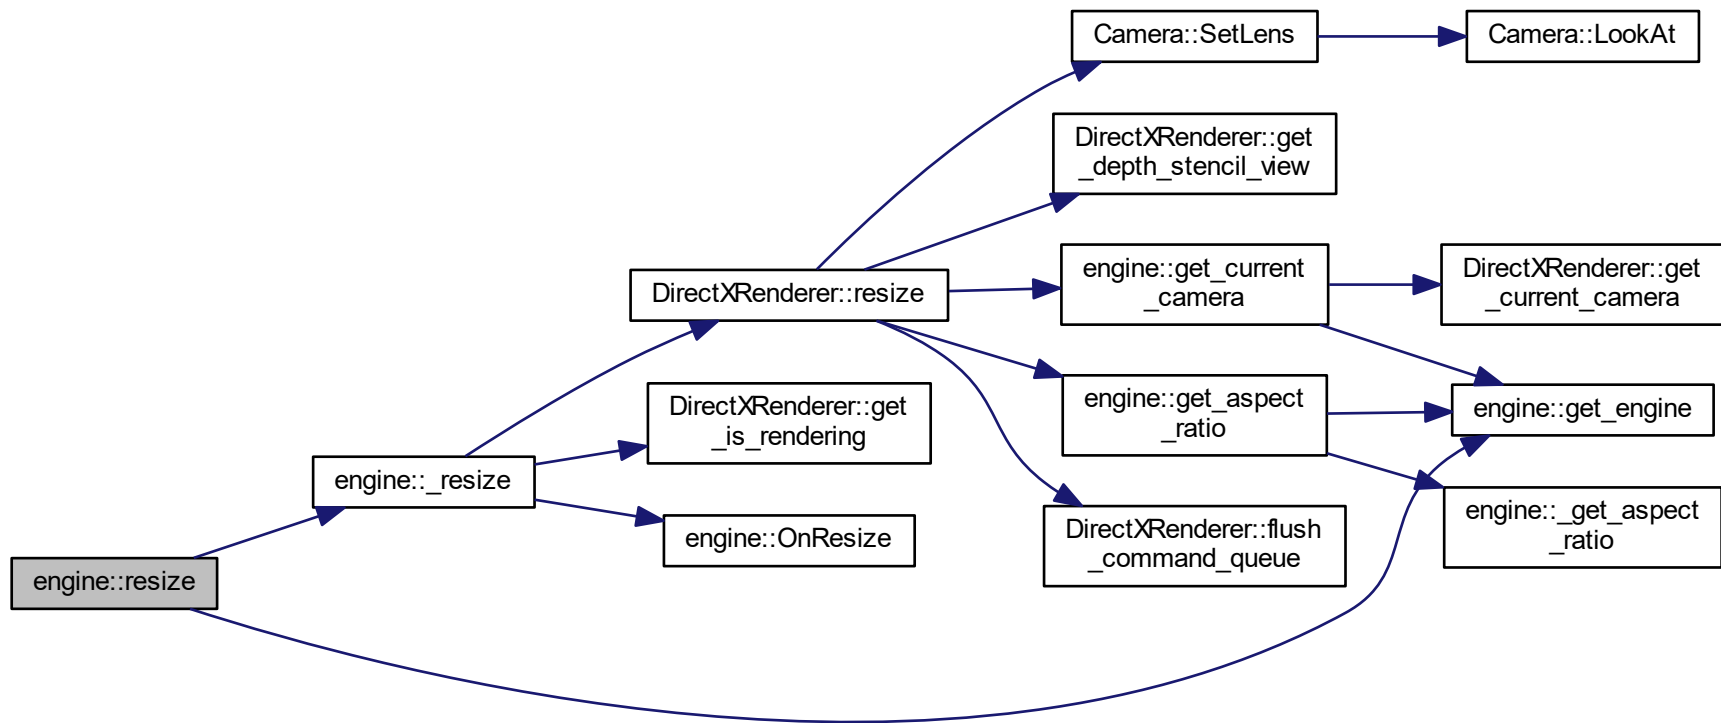 Camera::SetLens
Camera::LookAt
DirectXRenderer::get
_depth_stencil_view
DirectXRenderer::resize
engine::get_current
_camera
DirectXRenderer::get
_current_camera
engine::get_aspect
_ratio
engine::get_engine
DirectXRenderer::get
_is_rendering
engine::_resize
engine::OnResize
DirectXRenderer::flush
_command_queue
engine::_get_aspect
_ratio
engine::resize